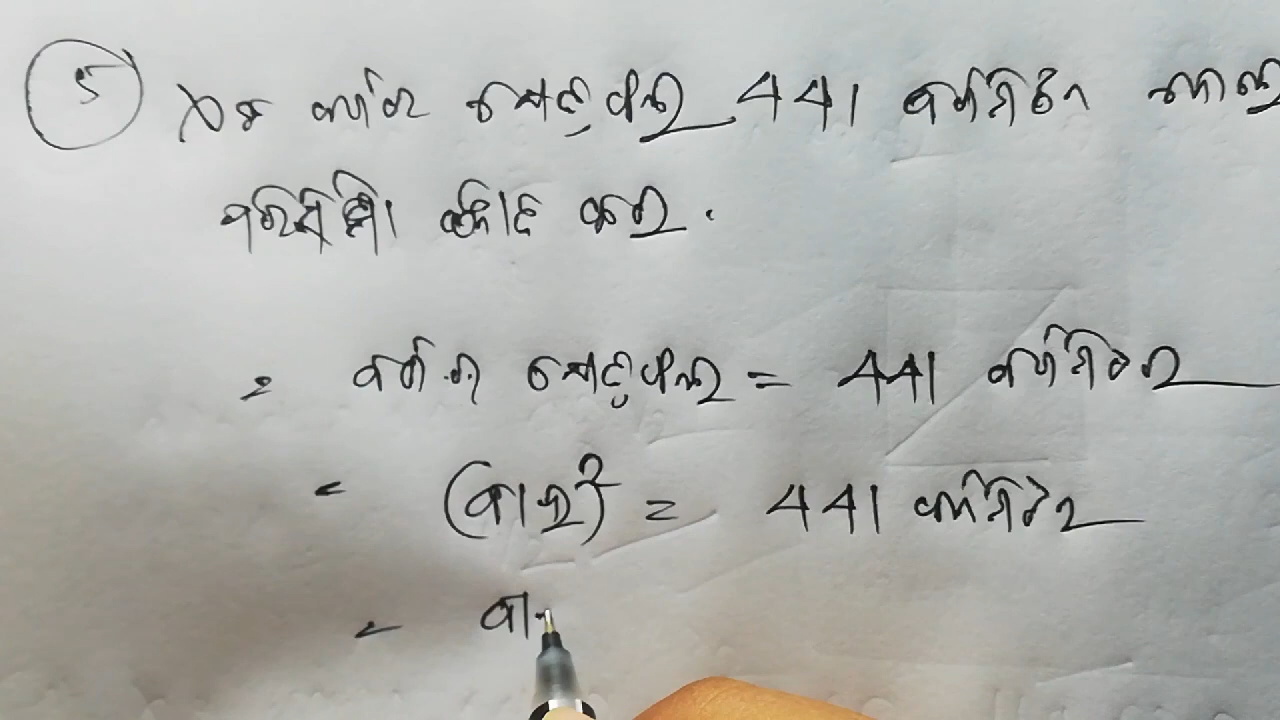 5 ଏକ ବର୍ଗର କ୍ଷେତ୍ରଫଳ 441 ବର୍ଗମିଟର
ପରିସୀମା ସ୍ଥିର କର .
= ବର୍ଗର କ୍ଷେତ୍ରଫଳ = 441 ବର୍ଗମିଟର
(ବାହୁ)² = 441 ବର୍ଗମିଟର
ବା